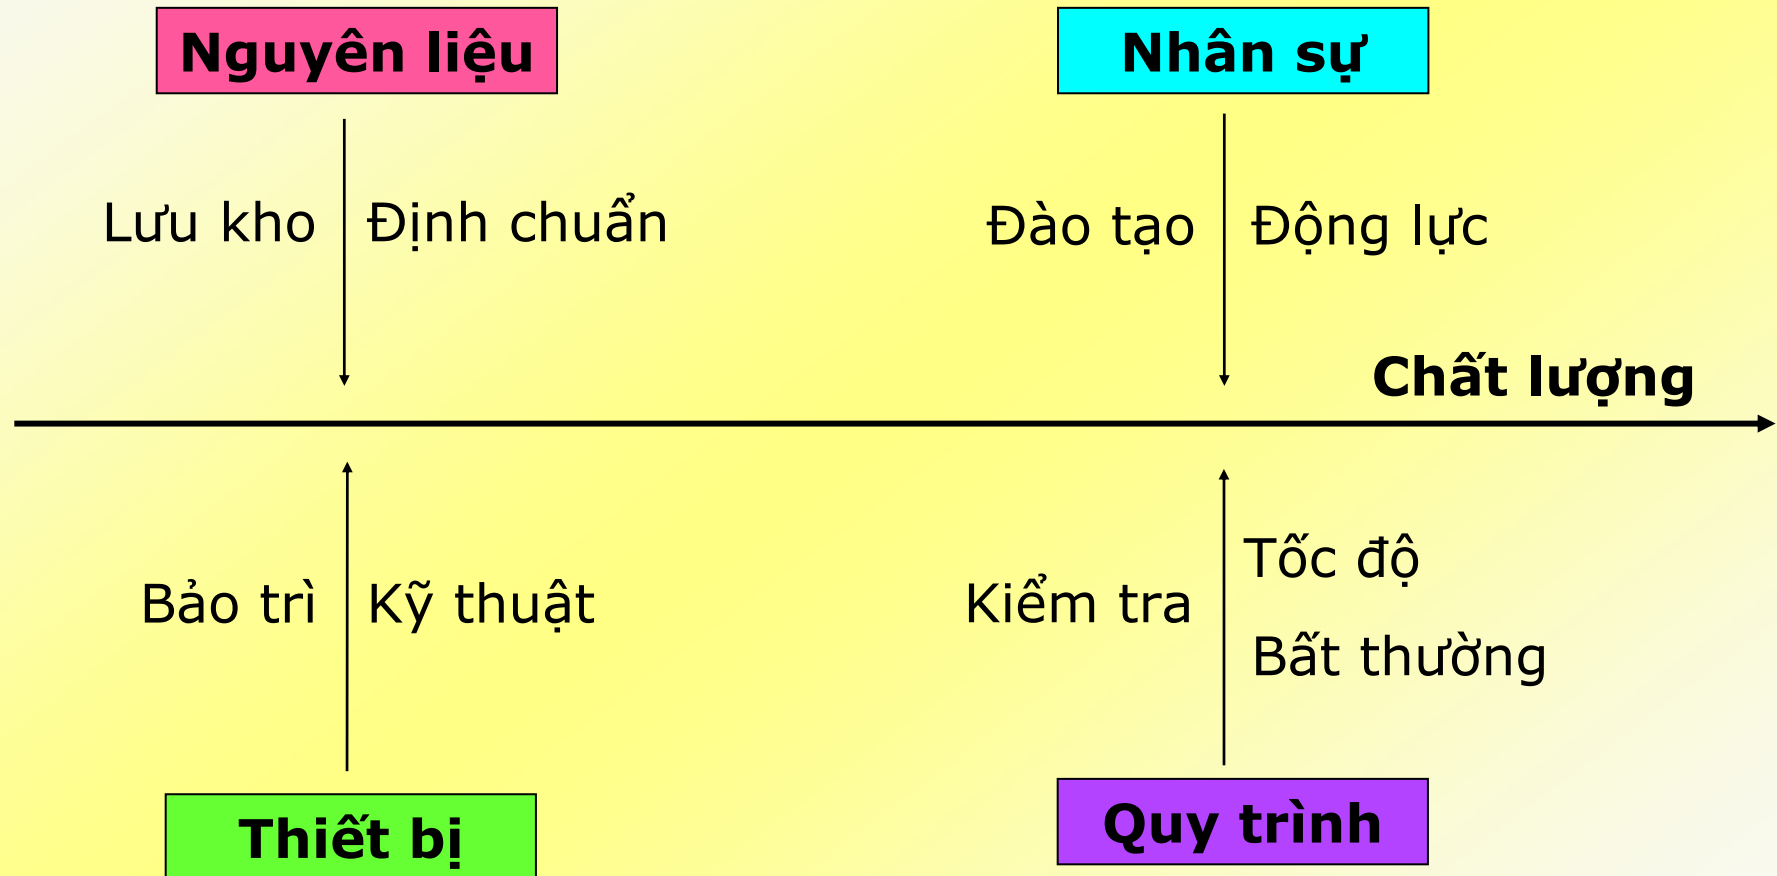 Nguyên liệu
Nhân sự
Lưu kho
Định chuẩn
Đào tạo
Động lực
Chất lượng
Bảo trì
Kỹ thuật
Kiểm tra
Tốc độ
Bất thường
Thiết bị
Quy trình